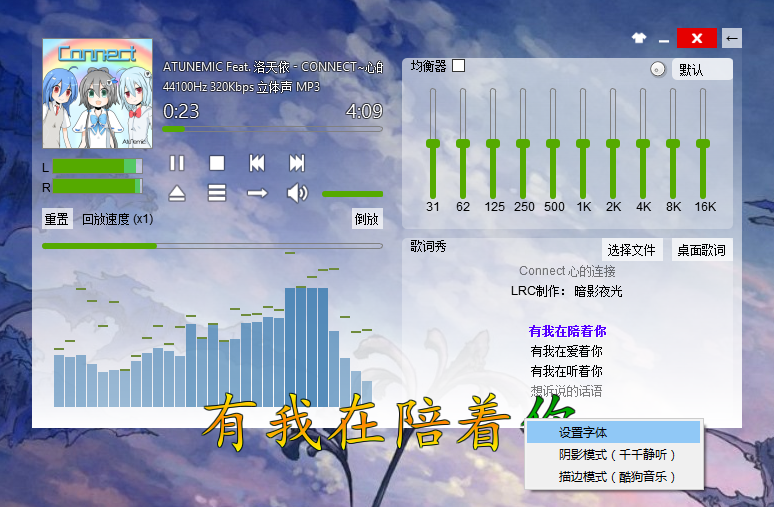 Connect
AtuNemic
ATUNEMIC Feat. 洛天依 - CONNECT~心的
44100Hz 320Kbps 立体声 MP3
0:23 4:09
L
R
重置 回放速度 (x1) 倒放
均衡器 默认
31 62 125 250 500 1K 2K 4K 8K 16K
歌词秀 选择文件 桌面歌词
Connect 心的连接
LRC制作：暗影夜光
有我在陪着你
有我在爱着你
有我在听着你
想诉说的话语
有我在陪着你
设置字体
阴影模式（千千静听）
描边模式（酷狗音乐）